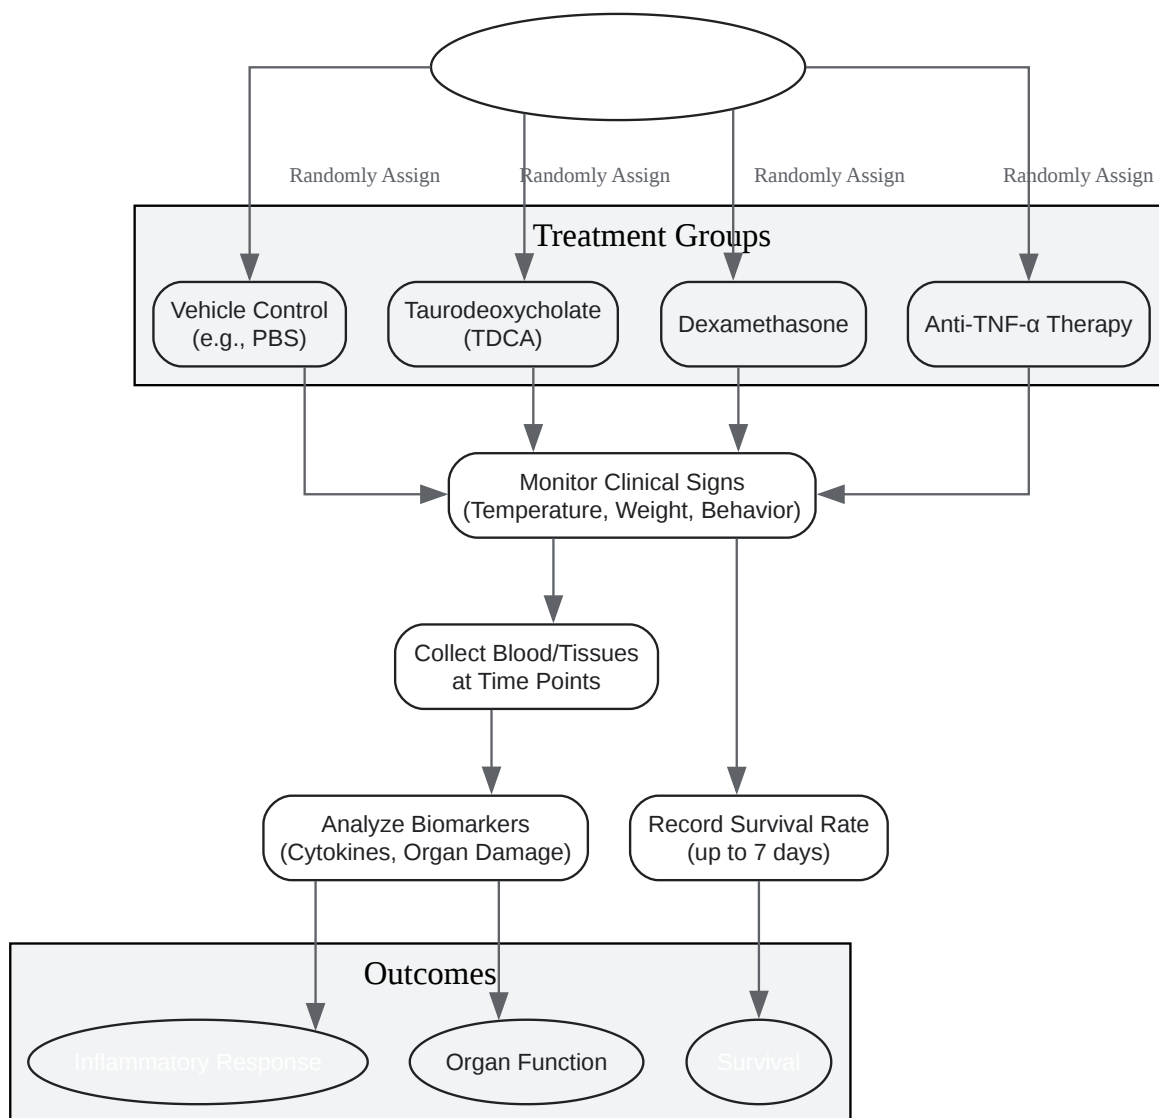 Randomly Assign
Randomly Assign
Randomly Assign
Randomly Assign
Treatment Groups
Vehicle Control
(e.g., PBS)
Taurodeoxycholate
(TDCA)
Dexamethasone
Anti-TNF-α Therapy
Monitor Clinical Signs
(Temperature, Weight, Behavior)
Collect Blood/Tissues
at Time Points
Analyze Biomarkers
(Cytokines, Organ Damage)
Record Survival Rate
(up to 7 days)
Outcomes
Inflammatory Response
Organ Function
Survival